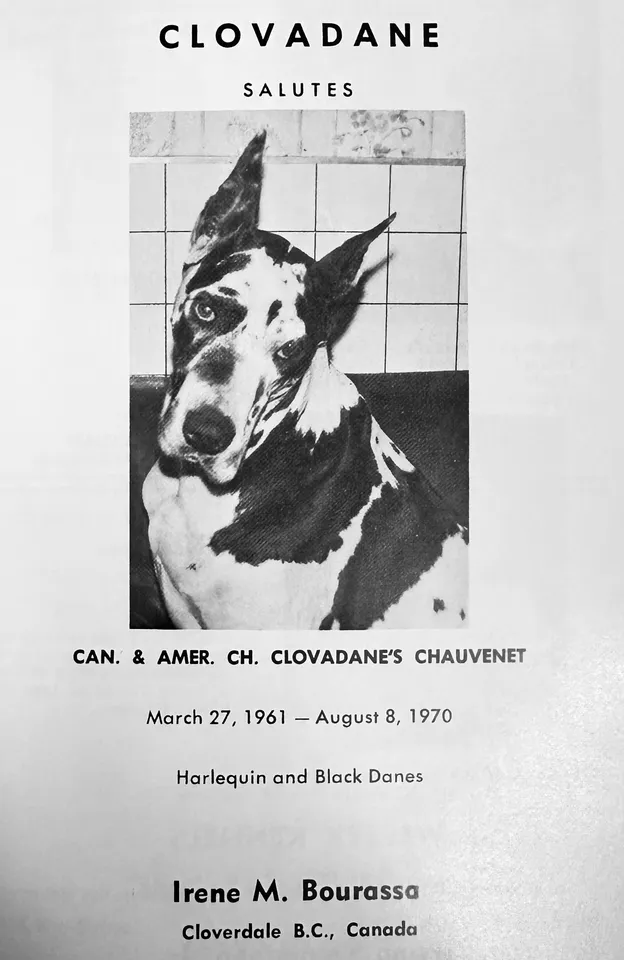 CLOVADANE
SALUTES
CAN. & AMER. CH. CLOVADANE'S CHAUVENET
March 27, 1961 — August 8, 1970
Harlequin and Black Danes
Irene M. Bourassa
Cloverdale B.C., Canada